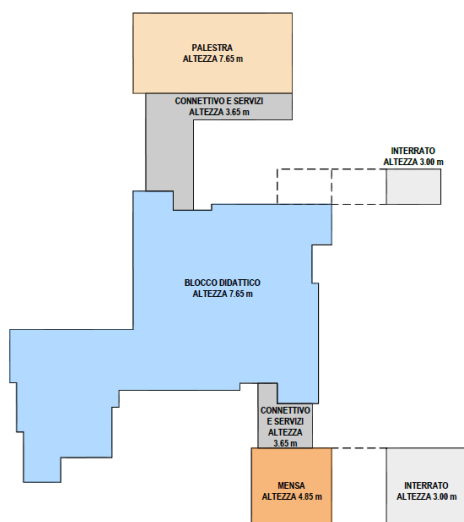 PALESTRA
ALTEZZA 7.65 m
CONNETTIVO E SERVIZI
ALTEZZA 3.65 m
INTERRATO
ALTEZZA 3.00 m
BLOCCO DIDATTICO
ALTEZZA 7.65 m
CONNETTIVO
E SERVIZI
ALTEZZA
3.65 m
MENSA
ALTEZZA 4.85 m
INTERRATO
ALTEZZA 3.00 m